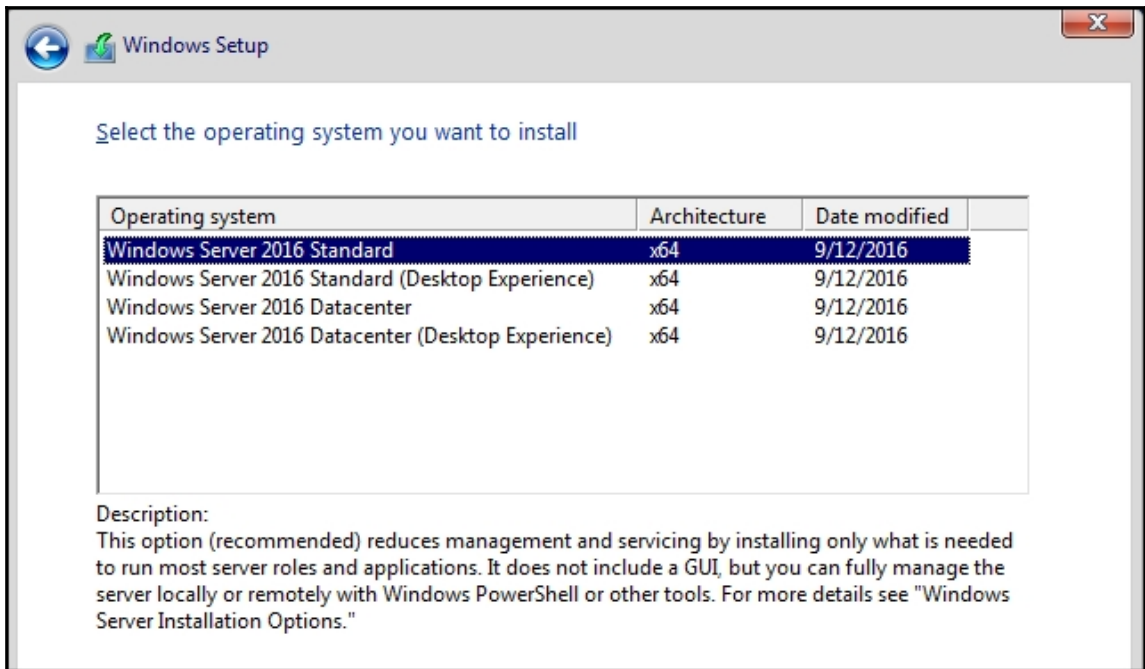 Windows Setup
Select the operating system you want to install
Operating system Architecture Date modified
Windows Server 2016 Standard x64 9/12/2016
Windows Server 2016 Standard (Desktop Experience) x64 9/12/2016
Windows Server 2016 Datacenter x64 9/12/2016
Windows Server 2016 Datacenter (Desktop Experience) x64 9/12/2016
Description:
This option (recommended) reduces management and servicing by installing only what is needed
to run most server roles and applications. It does not include a GUI, but you can fully manage the
server locally or remotely with Windows PowerShell or other tools. For more details see "Windows
Server Installation Options."